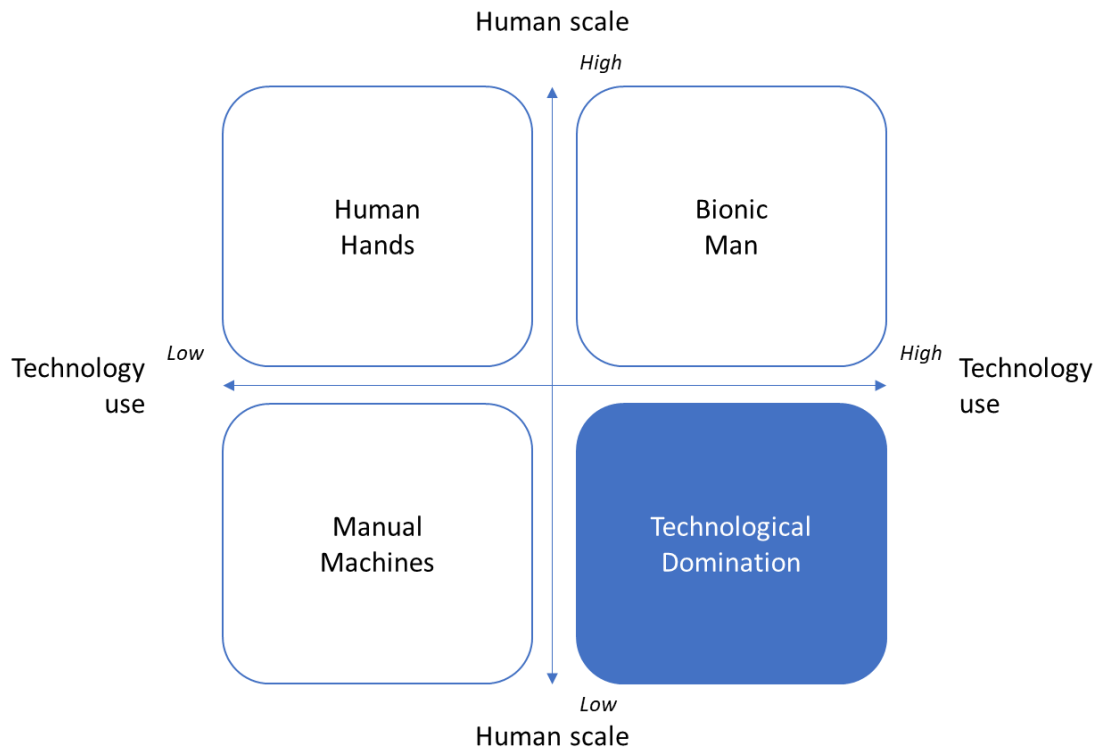 Human scale
High
Human
Hands
Bionic
Man
Low
High
Technology
use
Technology
use
Manual
Machines
Technological
Domination
Low
Human scale